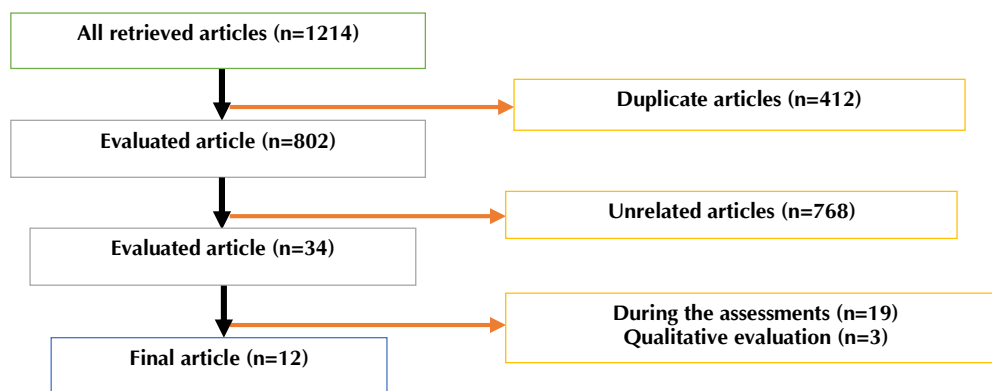 All retrieved articles (n=1214)
Duplicate articles (n=412)
Evaluated article (n=802)
Unrelated articles (n=768)
Evaluated article (n=34)
During the assessments (n=19)
Qualitative evaluation (n=3)
Final article (n=12)